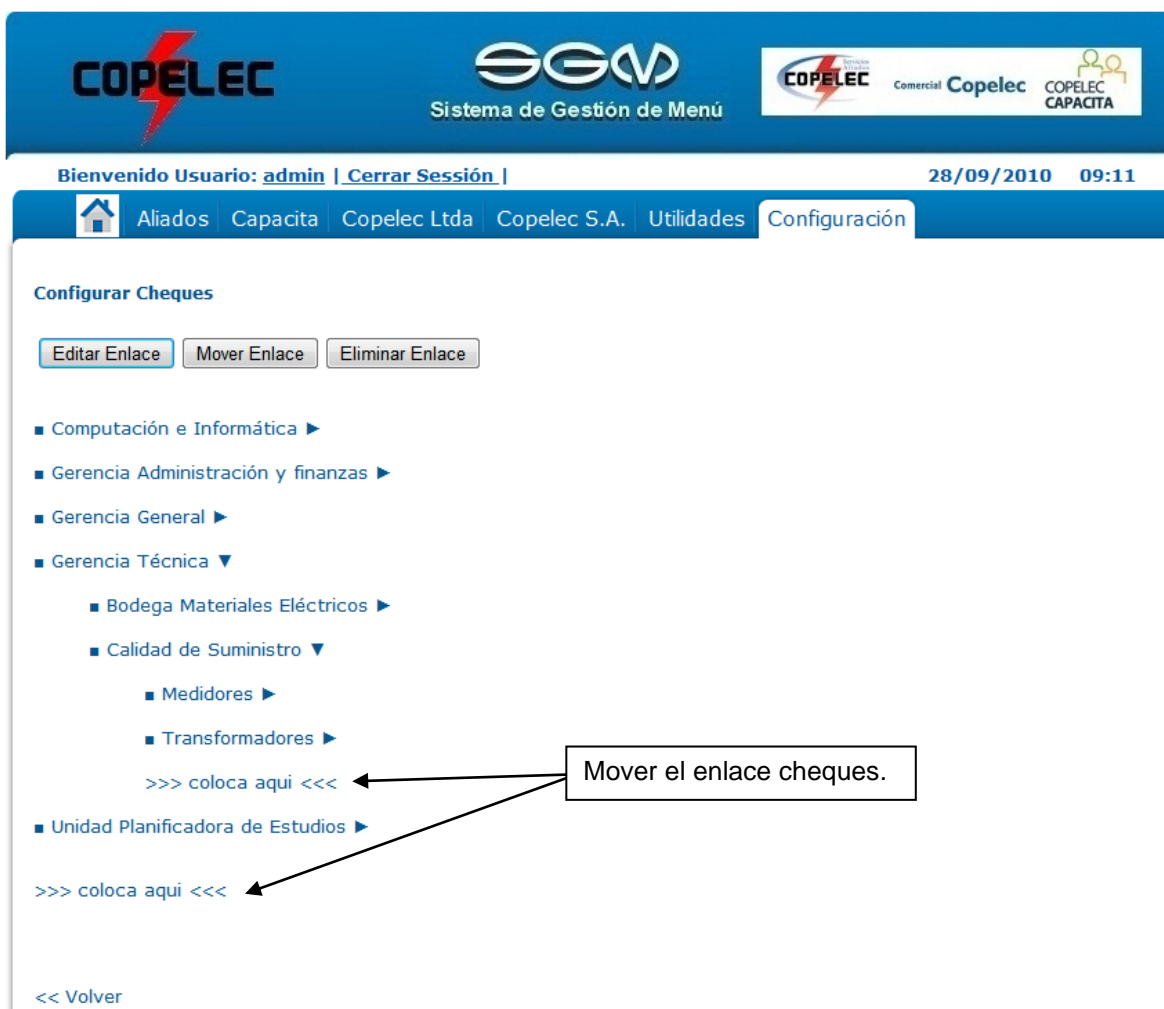 COPELEC
SGM
Sistema de Gestión de Menú
Servicios
Aliados
COPELEC
Comercial Copelec
COPELEC
CAPACITA
Bienvenido Usuario: admin | Cerrar Sessión |
28/09/2010 09:11
Aliados Capacita Copelec Ltda Copelec S.A. Utilidades Configuración
Configurar Cheques
Editar Enlace Mover Enlace Eliminar Enlace
▪ Computación e Informática ►
▪ Gerencia Administración y finanzas ►
▪ Gerencia General ►
▪ Gerencia Técnica ▼
▪ Bodega Materiales Eléctricos ►
▪ Calidad de Suministro ▼
▪ Medidores ►
▪ Transformadores ►
>>> coloca aqui <<<
Mover el enlace cheques.
▪ Unidad Planificadora de Estudios ►
>>> coloca aqui <<<
<< Volver